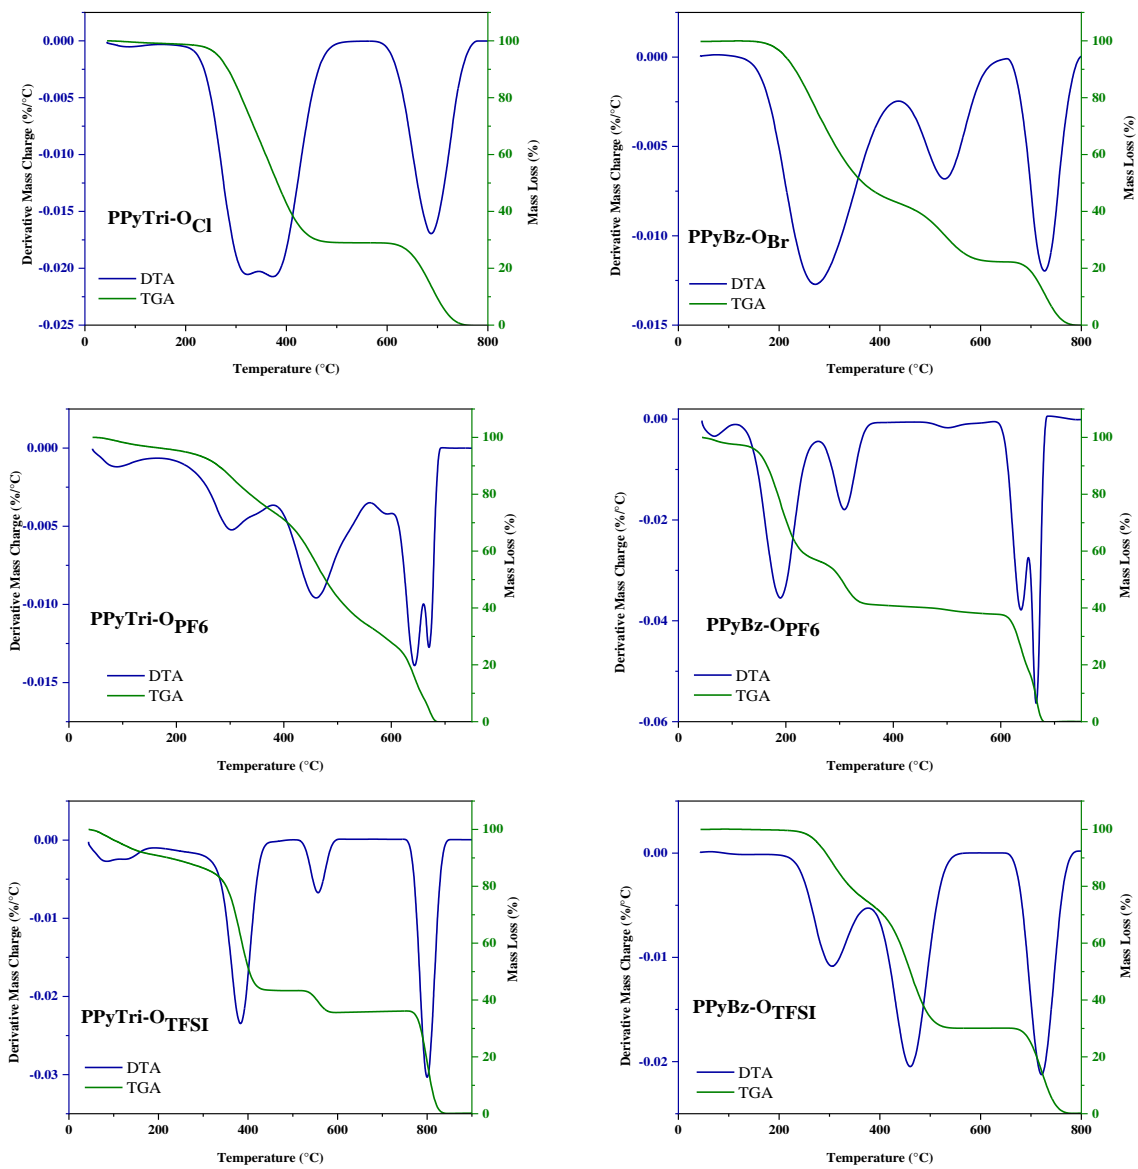 0.000
-0.005
-0.010
-0.015
-0.020
-0.025
Derivative Mass Charge (%/°C)
PPyTri-OCl
DTA
TGA
0 200 400 600 800
Temperature (°C)
100
80
60
40
20
0
Mass Loss (%)
0.000
-0.005
-0.010
-0.015
Derivative Mass Charge (%/°C)
PPyBz-OBr
DTA
TGA
0 200 400 600 800
Temperature (°C)
100
80
60
40
20
0
Mass Loss (%)
0.000
-0.005
-0.010
-0.015
Derivative Mass Charge (%/°C)
PPyTri-OPF6
DTA
TGA
0 200 400 600
Temperature (°C)
100
80
60
40
20
0
Mass Loss (%)
0.00
-0.02
-0.04
-0.06
Derivative Mass Charge (%/°C)
PPyBz-OPF6
DTA
TGA
0 200 400 600
Temperature (°C)
100
80
60
40
20
0
Mass Loss (%)
0.00
-0.01
-0.02
-0.03
Derivative Mass Charge (%/°C)
PPyTri-OTFSI
DTA
TGA
0 200 400 600 800
Temperature (°C)
100
80
60
40
20
0
Mass Loss (%)
0.00
-0.01
-0.02
Derivative Mass Charge (%/°C)
PPyBz-OTFSI
DTA
TGA
0 200 400 600 800
Temperature (°C)
100
80
60
40
20
0
Mass Loss (%)